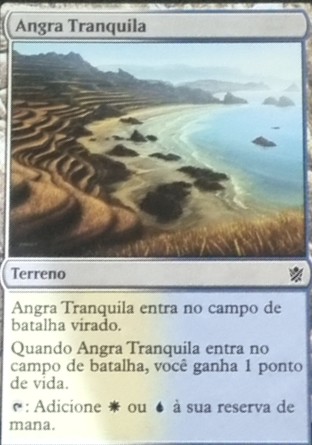 Angra Tranquila
Terreno
Angra Tranquila entra no campo de
batalha virado.
Quando Angra Tranquila entra no
campo de batalha, você ganha 1 ponto
de vida.
: Adicione ou à sua reserva de
mana.